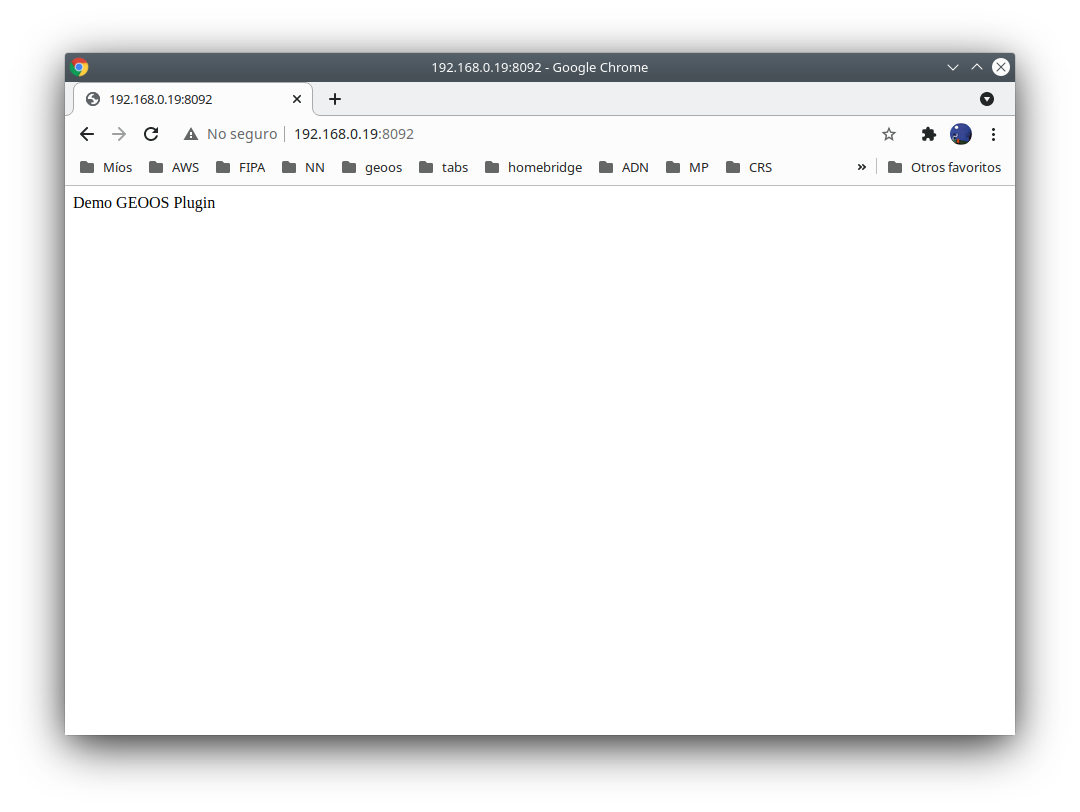 192.168.0.19:8092 - Google Chrome
192.168.0.19:8092
No seguro 192.168.0.19:8092
Míos AWS FIPA NN geoos tabs homebridge ADN MP CRS » Otros favoritos
Demo GEOOS Plugin